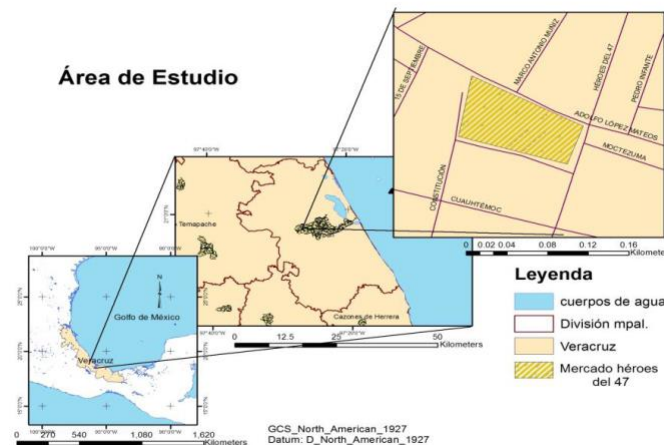 Área de Estudio
15 DE SEPTIEMBRE
MARCO ANTONIO MUÑIZ
HÉROES DEL 47
PEDRO INFANTE
ADOLFO LÓPEZ MATEOS
MOCTEZUMA
CONSTITUCIÓN
CUAUHTÉMOC
0 0.02 0.04 0.08 0.12 0.16
Kilometers
Temapache
Cazones de Herrera
0 12.5 25 50
Kilometers
N
Golfo de México
Veracruz
0 270 540 1,080 1,620
Kilometers
Leyenda
cuerpos de agua
División mpal.
Veracruz
Mercado héroes
del 47
GCS_North_American_1927
Datum: D_North_American_1927